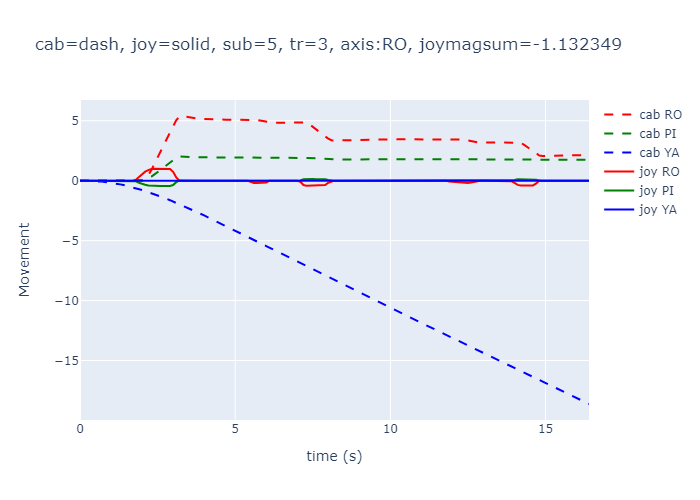 cab=dash, joy=solid, sub=5, tr=3, axis:RO, joymagsum=-1.132349
cab RO
cab PI
cab YA
joy RO
joy PI
joy YA
5
0
−5
−10
−15
Movement
0
5
10
15
time (s)